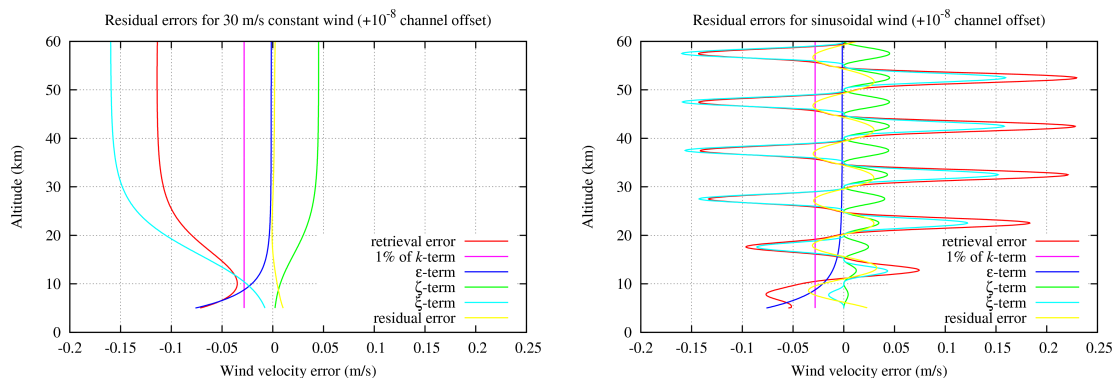 Residual errors for 30 m/s constant wind (+10⁻⁸ channel offset)
60
50
40
30
20
10
0
Altitude (km)
retrieval error
1% of k-term
ε-term
ζ-term
ξ-term
residual error
-0.2 -0.15 -0.1 -0.05 0 0.05 0.1 0.15 0.2 0.25
Wind velocity error (m/s)
Residual errors for sinusoidal wind (+10⁻⁸ channel offset)
60
50
40
30
20
10
0
Altitude (km)
retrieval error
1% of k-term
ε-term
ζ-term
ξ-term
residual error
-0.2 -0.15 -0.1 -0.05 0 0.05 0.1 0.15 0.2 0.25
Wind velocity error (m/s)